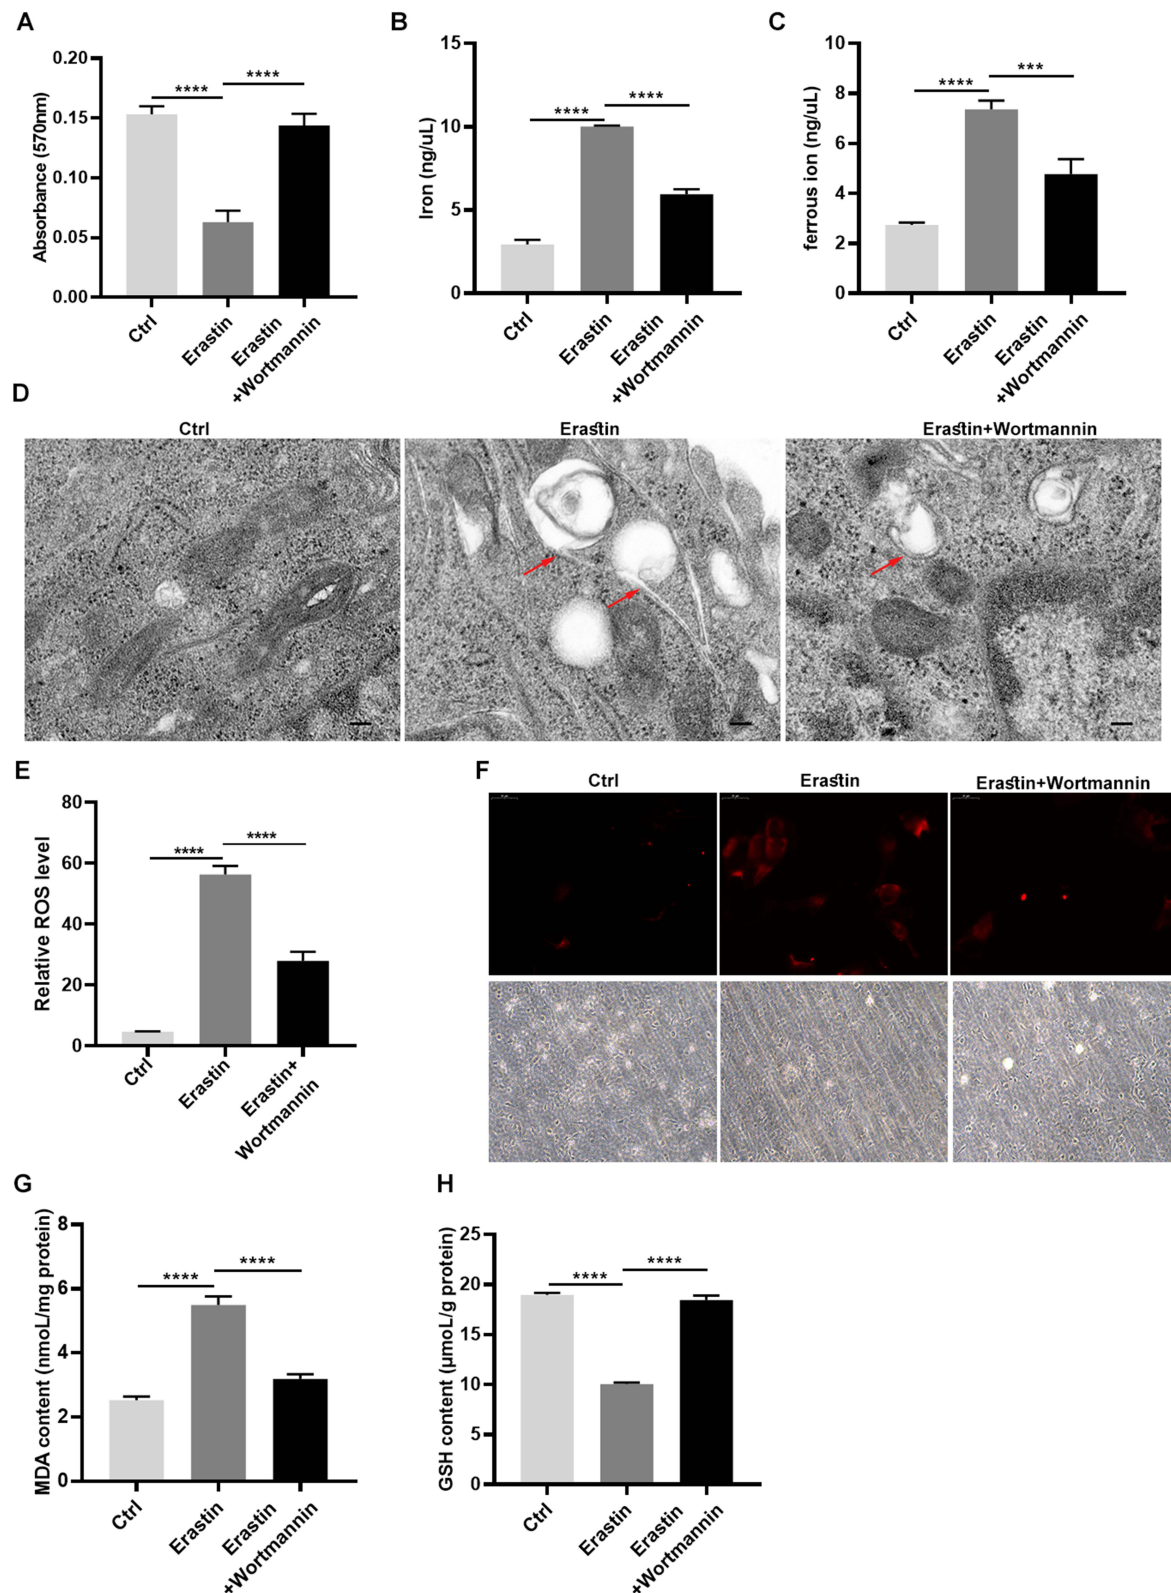 A
Absorbance (570nm)
0.20
0.15
0.10
0.05
0.00
****
****
Ctrl
Erastin
Erastin
+Wortmannin
B
Iron (ng/uL)
15
10
5
0
****
****
Ctrl
Erastin
Erastin
+Wortmannin
C
ferrous ion (ng/uL)
10
8
6
4
2
0
****
***
Ctrl
Erastin
Erastin
+Wortmannin
D
Ctrl
Erastin
Erastin+Wortmannin
E
Relative ROS level
80
60
40
20
0
****
****
Ctrl
Erastin
Erastin+
Wortmannin
F
Ctrl
Erastin
Erastin+Wortmannin
G
MDA content (nmoL/mg protein)
8
6
4
2
0
****
****
Ctrl
Erastin
Erastin
+Wortmannin
H
GSH content (μmoL/g protein)
25
20
15
10
5
0
****
****
Ctrl
Erastin
Erastin
+Wortmannin